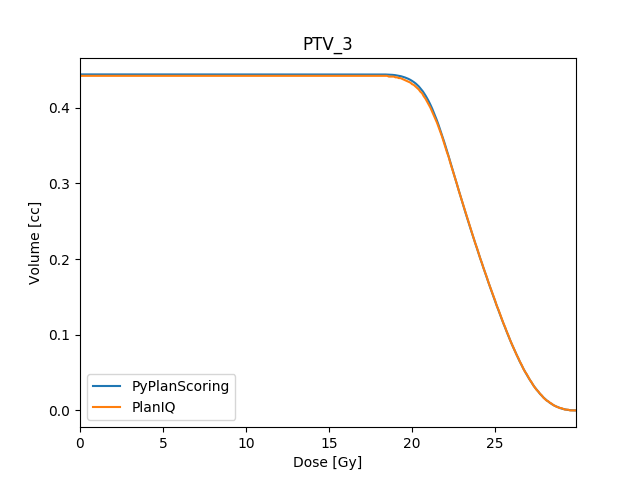 PTV_3
Volume [cc]
0.4
0.3
0.2
0.1
0.0
PyPlanScoring
PlanIQ
0 5 10 15 20 25
Dose [Gy]